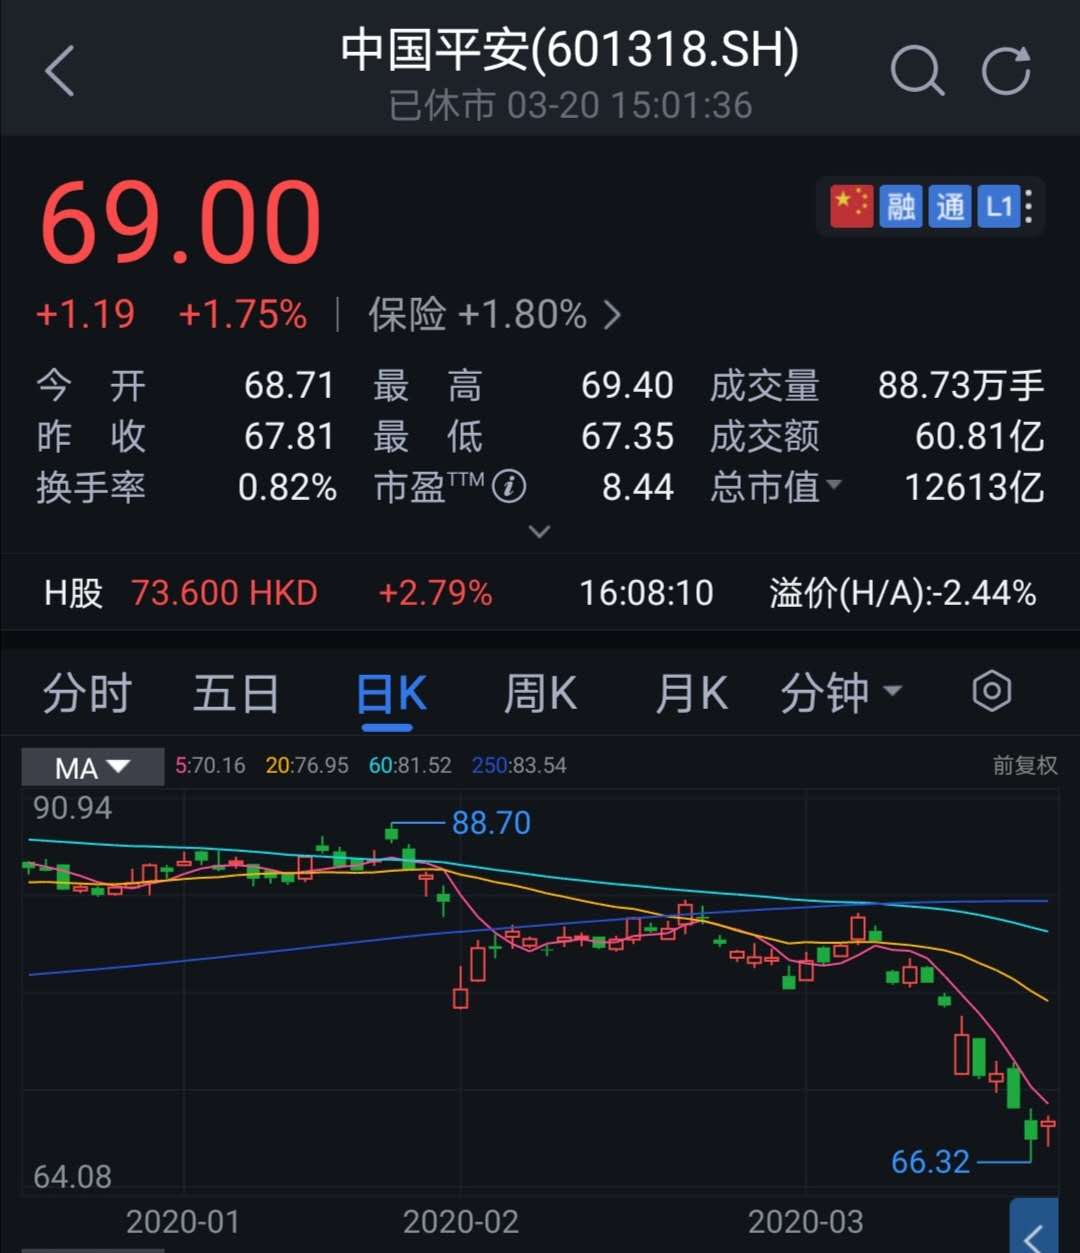 中国平安(601318.SH)
已休市 03-20 15:01:36
69.00
融 通 L1
+1.19 +1.75% 保险 +1.80%
今开 68.71 最高 69.40 成交量 88.73万手
昨收 67.81 最低 67.35 成交额 60.81亿
换手率 0.82% 市盈TTM 8.44 总市值 12613亿
H股 73.600 HKD +2.79% 16:08:10 溢价(H/A):-2.44%
分时 五日 日K 周K 月K 分钟
MA 5:70.16 20:76.95 60:81.52 250:83.54 前复权
90.94
88.70
66.32
64.08
2020-01 2020-02 2020-03